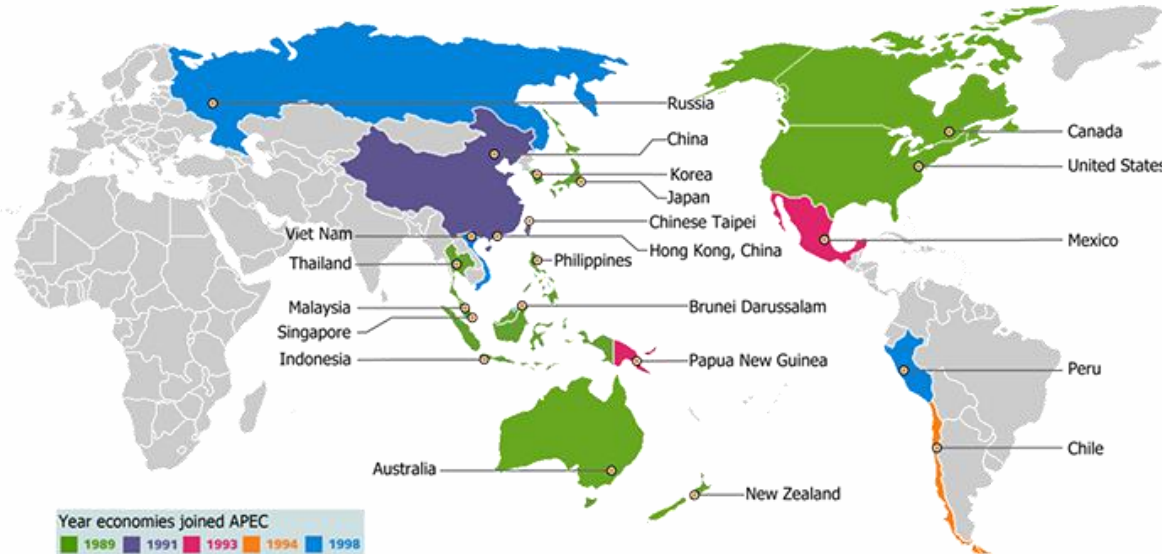 Russia
China
Canada
United States
Korea
Japan
Chinese Taipei
Viet Nam
Mexico
Hong Kong, China
Philippines
Thailand
Malaysia
Brunei Darussalam
Singapore
Indonesia
Papua New Guinea
Peru
Chile
Australia
New Zealand
Year economies joined APEC
1989 1991 1993 1994 1998